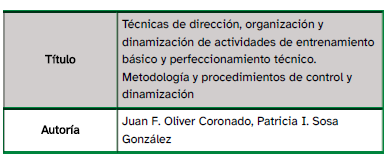 Título
Técnicas de dirección, organización y
dinamización de actividades de entrenamiento
básico y perfeccionamiento técnico.
Metodología y procedimientos de control y
dinamización
Autoría
Juan F. Oliver Coronado, Patricia I. Sosa
González